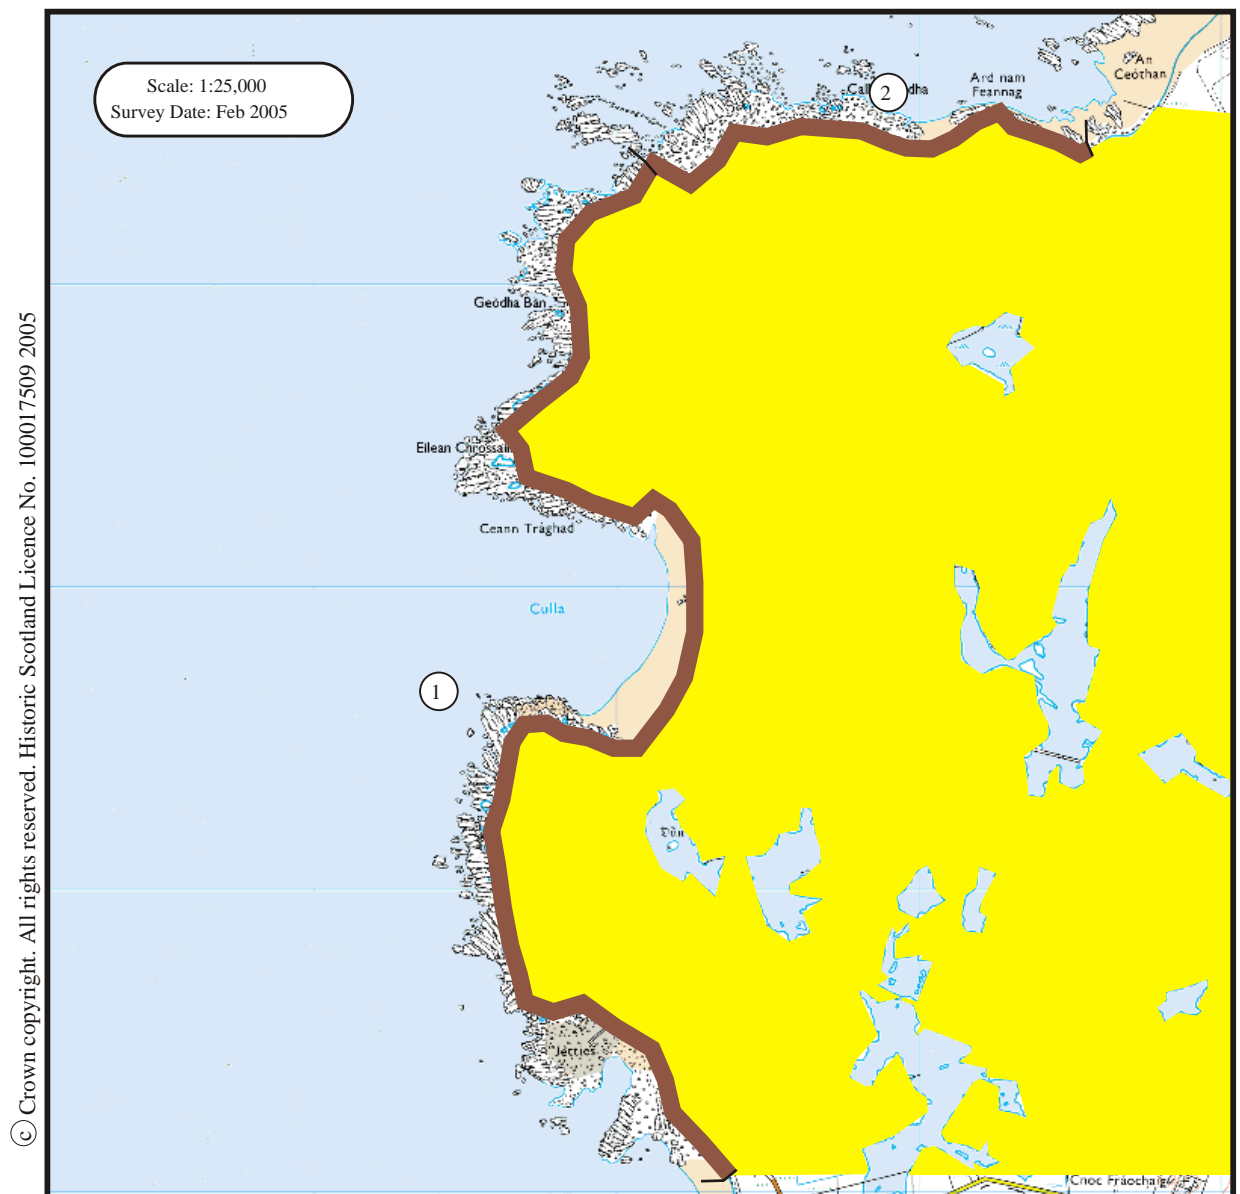 Scale: 1:25,000
Survey Date: Feb 2005
2
Ard nam
Feannag
An
Ceòthan
Geòdha Bàn
Eilean Chrossain
Ceann Tràghad
Culla
1
Dùn
Jetties
Cnoc Fraochaig
© Crown copyright. All rights reserved. Historic Scotland Licence No. 100017509 2005